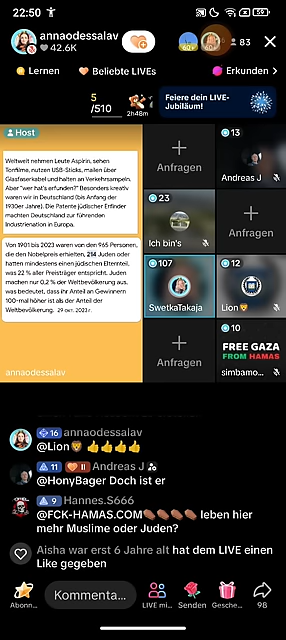 22:50
59
annaodessalav
42.6K
60+
60+
83
Lernen
Beliebte LIVEs
Erkunden
5
/510
2h48m
Feiere dein LIVE-
Jubiläum!
Host
Weltweit nehmen Leute Aspirin, sehen
Tonfilme, nutzen USB-Sticks, mailen über
Glasfaserkabel und halten an Verkehrsampeln.
Aber "wer hat's erfunden?" Besonders kreativ
waren wir in Deutschland (bis Anfang der
1930er Jahre). Die Patente jüdischer Erfinder
machten Deutschland zur führenden
Industrienation in Europa.
Von 1901 bis 2023 waren von den 965 Personen,
die den Nobelpreis erhielten, 214 Juden oder
hatten mindestens einen jüdischen Elternteil,
was 22 % aller Preisträger entspricht. Juden
machen nur 0,2 % der Weltbevölkerung aus,
was bedeutet, dass ihr Anteil an Gewinnern
100-mal höher ist als der Anteil der
Weltbevölkerung. 29 окт. 2023 г.
annaodessalav
Anfragen
13
Andreas J
23
Ich bin's
Anfragen
107
SwetkaTakaja
12
Lion
Anfragen
10
FREE GAZA
FROM HAMAS
simbamo...
16 annaodessalav
@Lion🦁 👍👍👍👍
11 II Andreas J
@HonyBager Doch ist er
9 Hannes.S666
@FCK-HAMAS.COM leben hier
mehr Muslime oder Juden?
Aisha war erst 6 Jahre alt hat dem LIVE einen
Like gegeben
Abonn...
Kommenta...
LIVE mi...
Senden
Gesche...
98